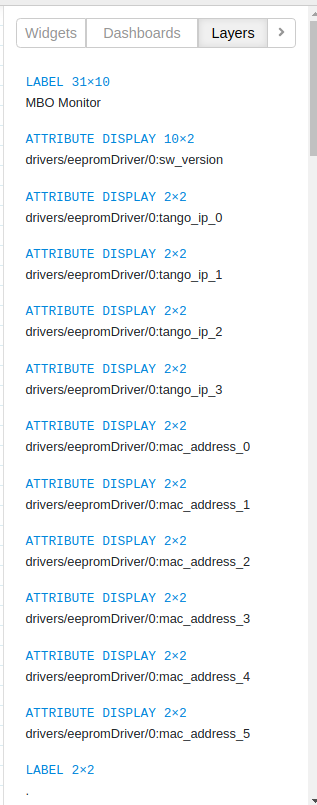 Widgets Dashboards Layers
LABEL 31×10
MBO Monitor
ATTRIBUTE DISPLAY 10×2
drivers/eepromDriver/0:sw_version
ATTRIBUTE DISPLAY 2×2
drivers/eepromDriver/0:tango_ip_0
ATTRIBUTE DISPLAY 2×2
drivers/eepromDriver/0:tango_ip_1
ATTRIBUTE DISPLAY 2×2
drivers/eepromDriver/0:tango_ip_2
ATTRIBUTE DISPLAY 2×2
drivers/eepromDriver/0:tango_ip_3
ATTRIBUTE DISPLAY 2×2
drivers/eepromDriver/0:mac_address_0
ATTRIBUTE DISPLAY 2×2
drivers/eepromDriver/0:mac_address_1
ATTRIBUTE DISPLAY 2×2
drivers/eepromDriver/0:mac_address_2
ATTRIBUTE DISPLAY 2×2
drivers/eepromDriver/0:mac_address_3
ATTRIBUTE DISPLAY 2×2
drivers/eepromDriver/0:mac_address_4
ATTRIBUTE DISPLAY 2×2
drivers/eepromDriver/0:mac_address_5
LABEL 2×2
.